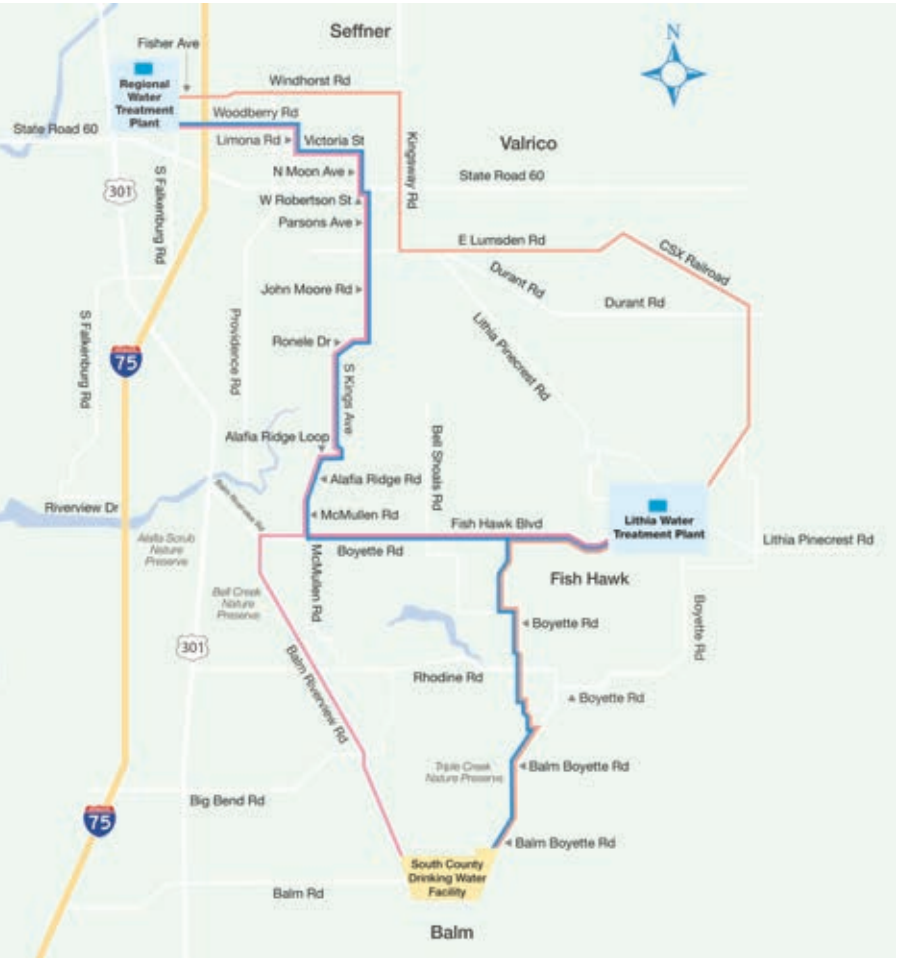 Seffner
N
Fisher Ave
Regional
Water
Treatment
Plant
Windhorst Rd
Woodberry Rd
State Road 60
Limona Rd
Victoria St
Valrico
Kingsway Rd
N Moon Ave
State Road 60
301
S Falkenburg Rd
W Robertson St
Parsons Ave
E Lumsden Rd
CSX Railroad
Durant Rd
John Moore Rd
Durant Rd
S Falkenburg Rd
Providence Rd
Ronele Dr
Lithia Pinecrest Rd
75
S Kings Ave
Alafia Ridge Loop
Bell Shoals Rd
Alafia Ridge Rd
Balm Riverview Rd
Riverview Dr
McMullen Rd
Fish Hawk Blvd
Lithia Water
Treatment Plant
Alafia Scrub
Nature
Preserve
Boyette Rd
Lithia Pinecrest Rd
McMullen Rd
Fish Hawk
Bell Creek
Nature
Preserve
Boyette Rd
Boyette Rd
301
Balm Riverview Rd
Rhodine Rd
Boyette Rd
Triple Creek
Nature Preserve
Balm Boyette Rd
Big Bend Rd
75
Balm Boyette Rd
South County
Drinking Water
Facility
Balm Rd
Balm